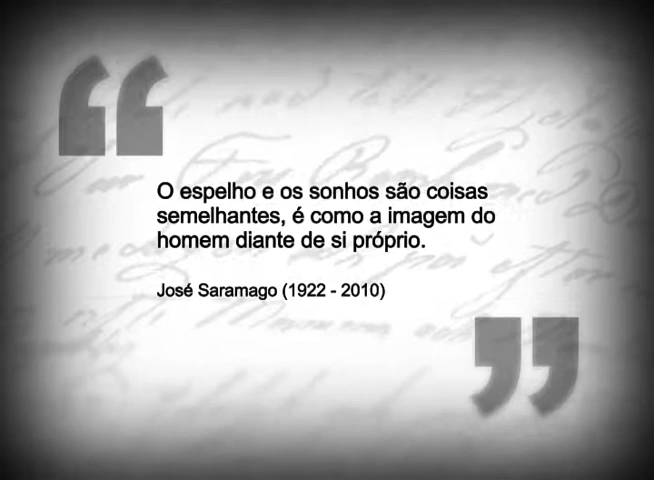 O espelho e os sonhos são coisas
semelhantes, é como a imagem do
homem diante de si próprio.
José Saramago (1922 - 2010)